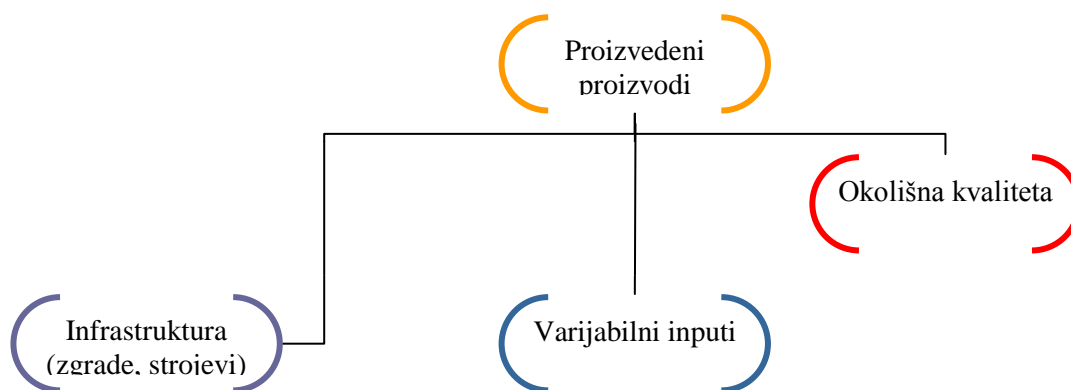 Proizvedeni
proizvodi
Okolišna kvaliteta
Infrastruktura
(zgrade, strojevi)
Varijabilni inputi